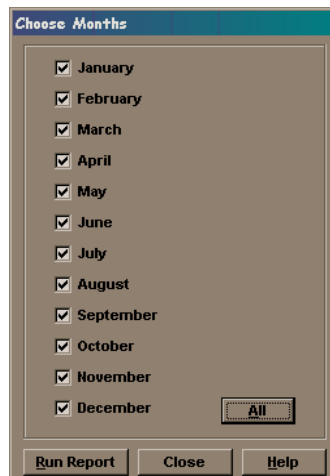 Choose Months
January
February
March
April
May
June
July
August
September
October
November
December All
Run Report Close Help